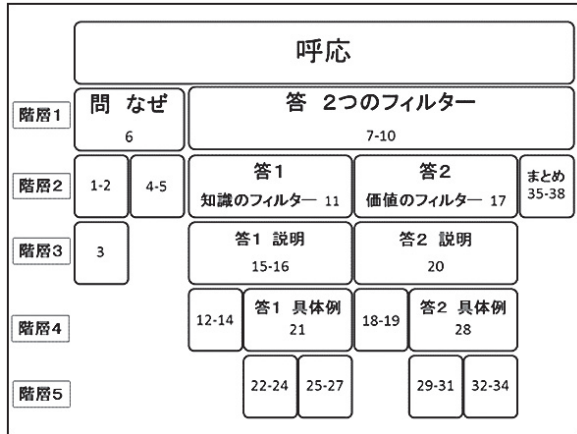 呼応
階層1
問 なぜ
6
答 2つのフィルター
7-10
階層2
1-2
4-5
答1
知識のフィルター 11
答2
価値のフィルター 17
まとめ
35-38
階層3
3
答1 説明
15-16
答2 説明
20
階層4
12-14
答1 具体例
21
18-19
答2 具体例
28
階層5
22-24
25-27
29-31
32-34